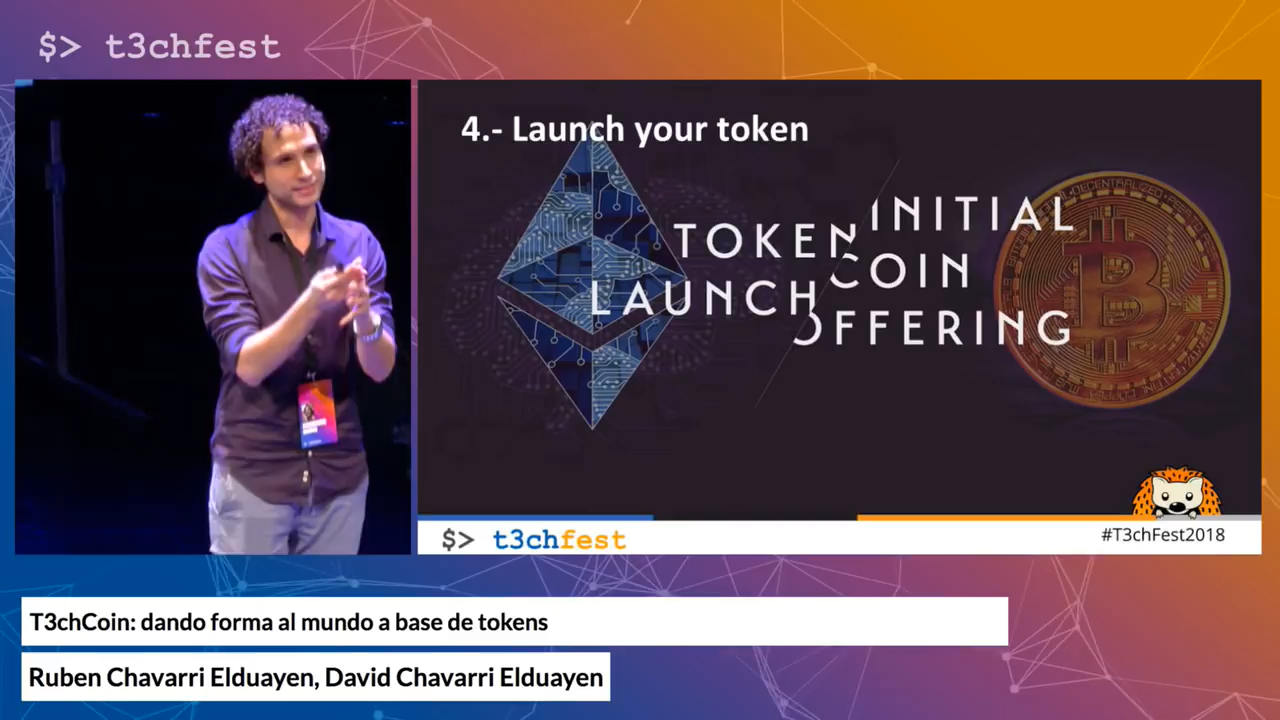 $> t3chfest
4.- Launch your token
TOKEN
LAUNCH
INITIAL
COIN
OFFERING
DECENTRALIZED
B
$> t3chfest
#T3chFest2018
T3chCoin: dando forma al mundo a base de tokens
Ruben Chavarri Elduayen, David Chavarri Elduayen